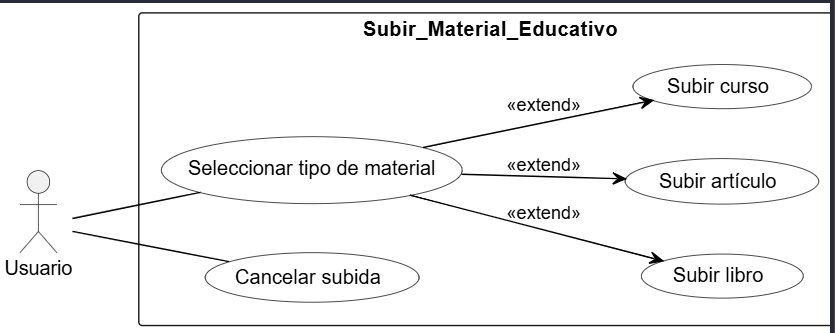 Subir_Material_Educativo
Subir curso
«extend»
Seleccionar tipo de material
«extend»
Subir artículo
«extend»
Usuario
Cancelar subida
Subir libro